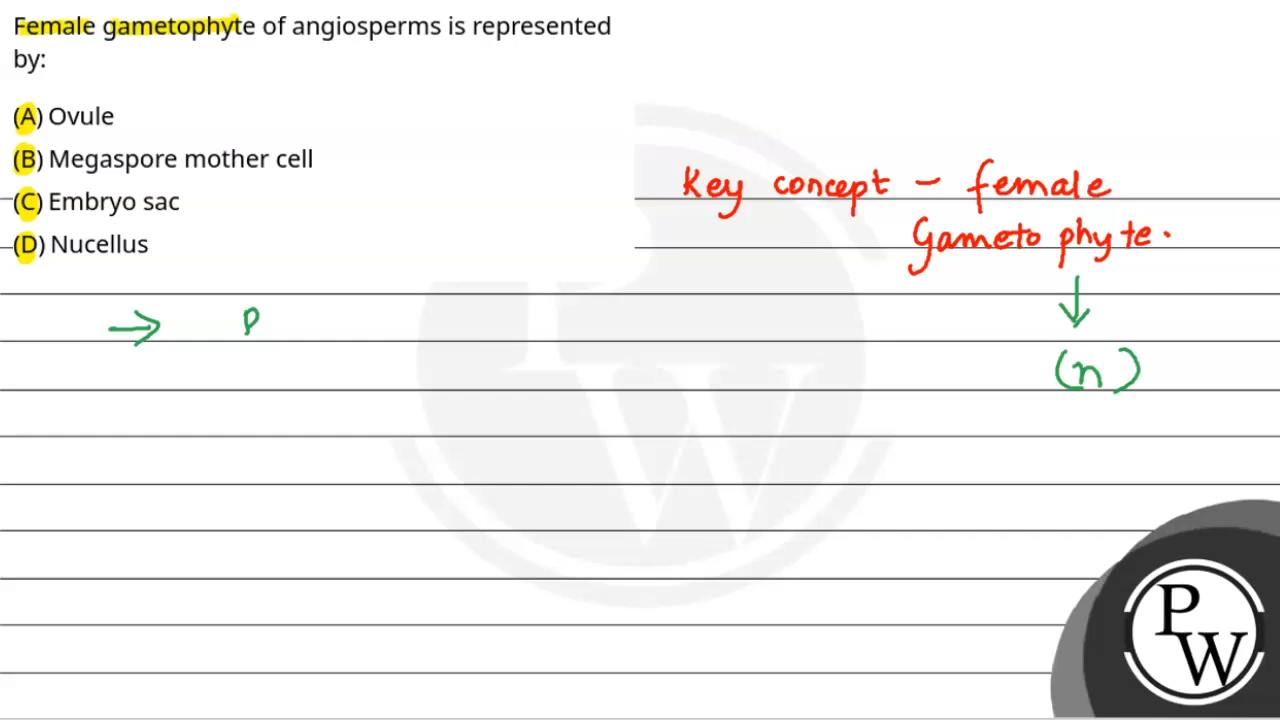 Female gametophyte of angiosperms is represented
by:
(A) Ovule
(B) Megaspore mother cell
(C) Embryo sac
(D) Nucellus
Key concept - female
Gameto phyte.
(n)
→ P
PW